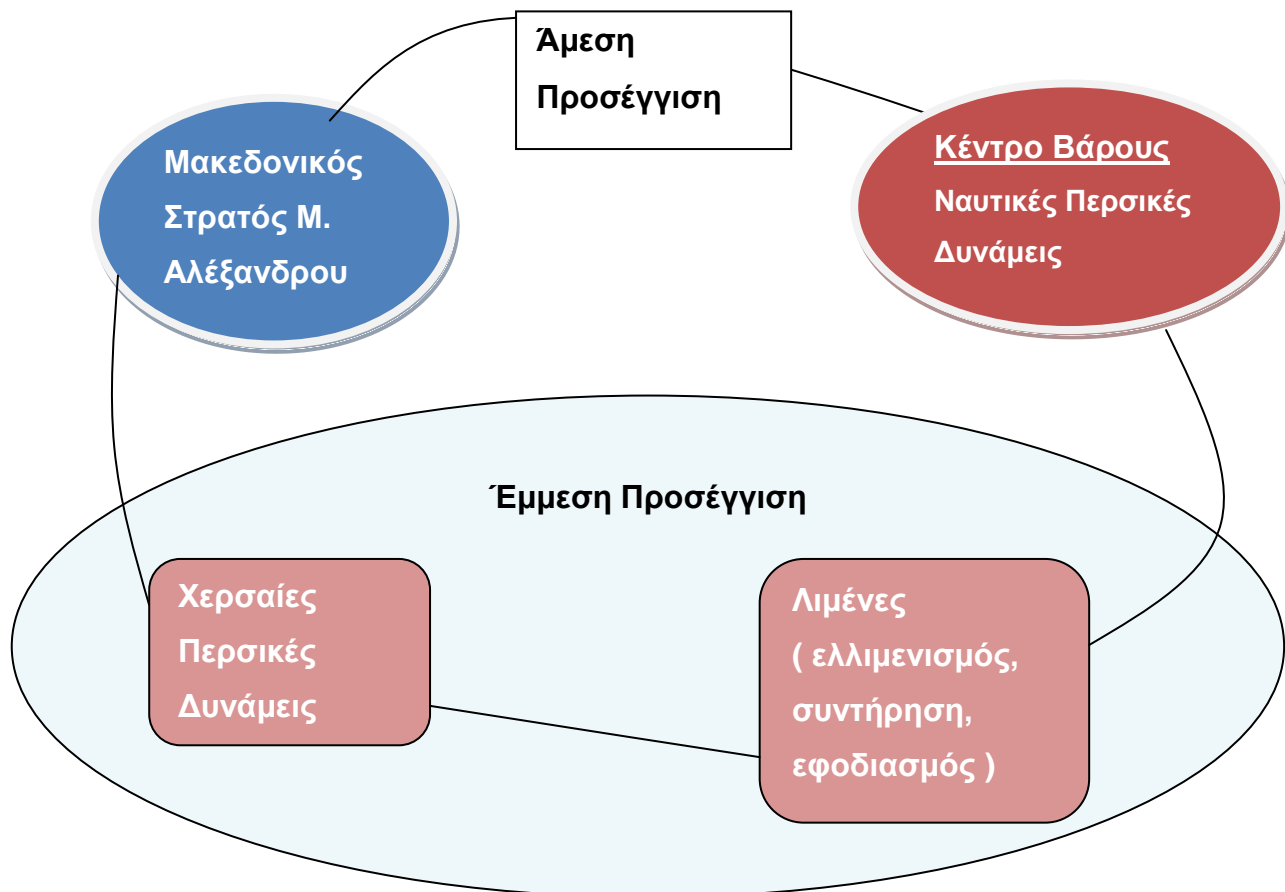 Άμεση
Προσέγγιση
Μακεδονικός
Στρατός Μ.
Αλέξανδρου
Κέντρο Βάρους
Ναυτικές Περσικές
Δυνάμεις
Έμμεση Προσέγγιση
Χερσαίες
Περσικές
Δυνάμεις
Λιμένες
( ελλιμενισμός,
συντήρηση,
εφοδιασμός )